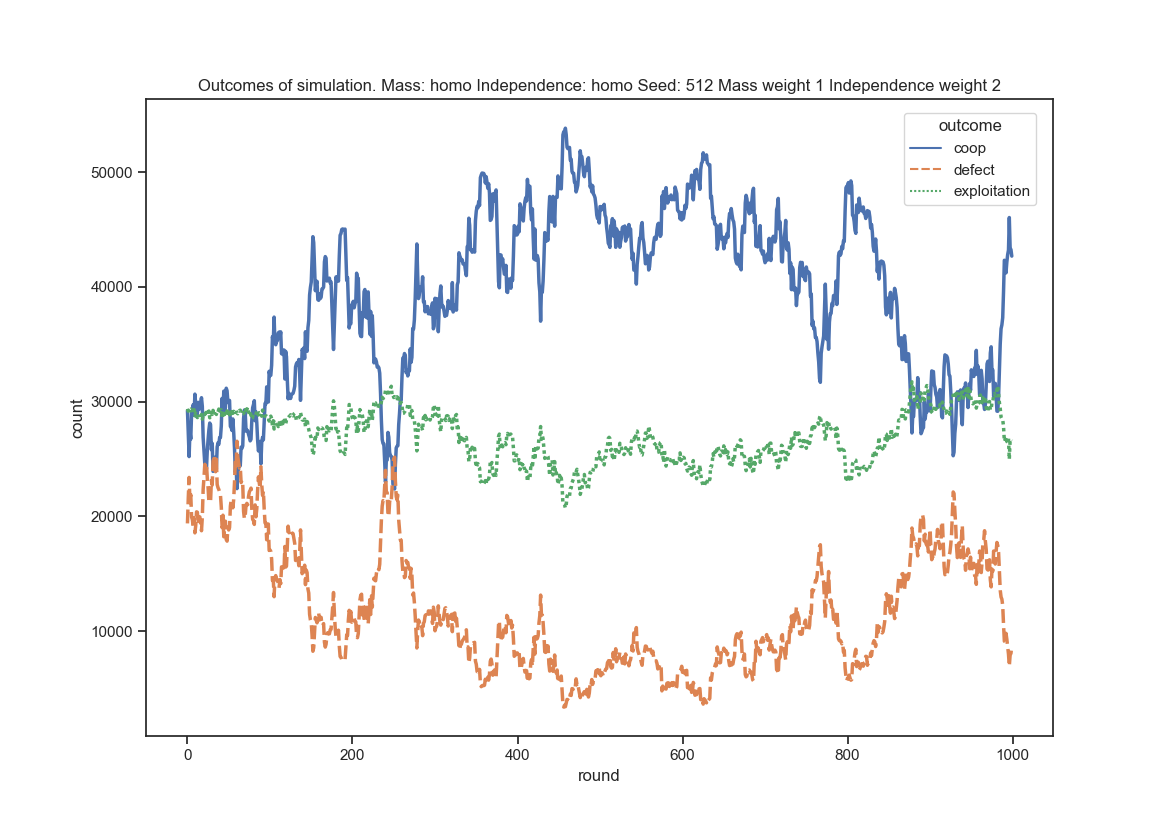 Outcomes of simulation. Mass: homo Independence: homo Seed: 512 Mass weight 1 Independence weight 2
outcome
coop
defect
exploitation
50000
40000
30000
20000
10000
count
0
200
400
600
800
1000
round